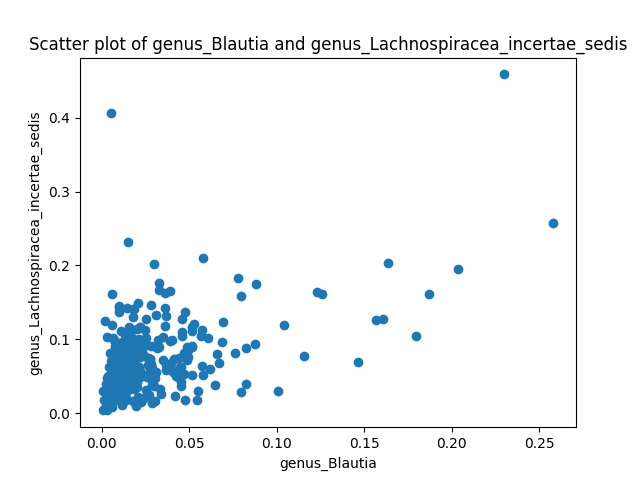 Scatter plot of genus_Blautia and genus_Lachnospiracea_incertae_sedis
genus_Lachnospiracea_incertae_sedis
0.4
0.3
0.2
0.1
0.0
0.00 0.05 0.10 0.15 0.20 0.25
genus_Blautia